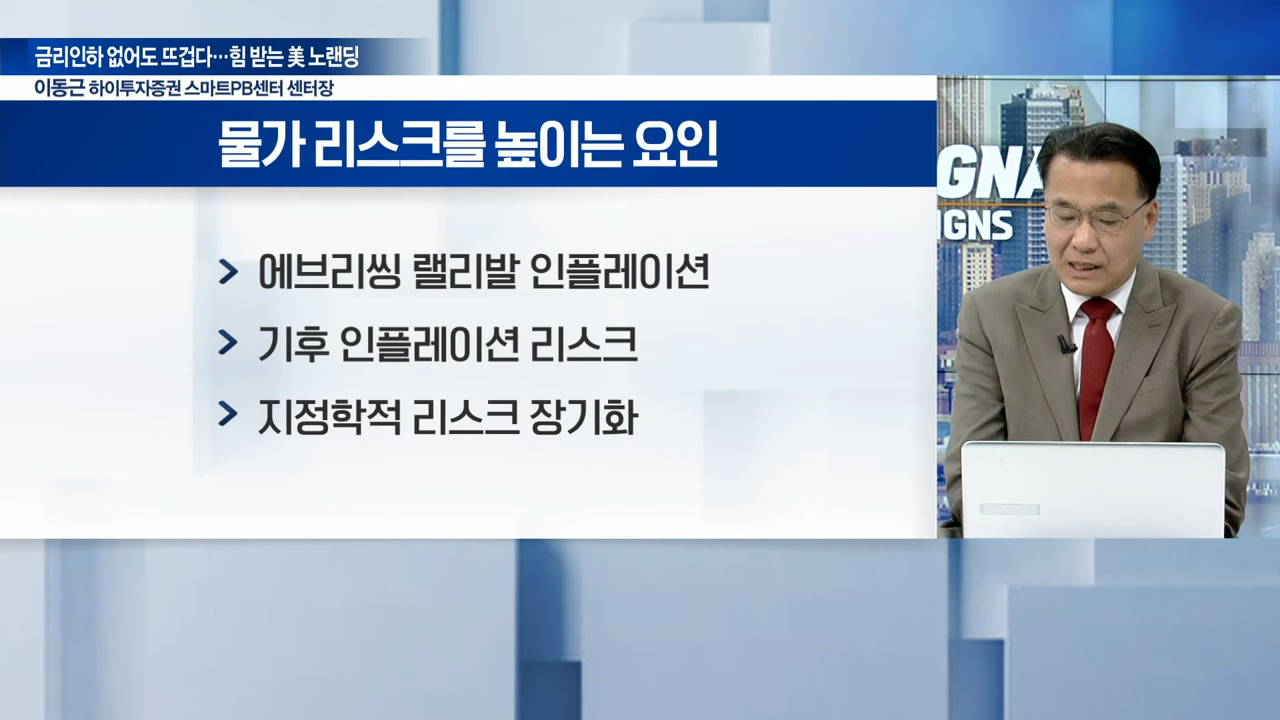 금리인하 없어도 뜨겁다…힘 받는 美 노랜딩
이동근 하이투자증권 스마트PB센터 센터장
물가 리스크를 높이는 요인
에브리씽 랠리발 인플레이션
기후 인플레이션 리스크
지정학적 리스크 장기화
GNA
IGNS